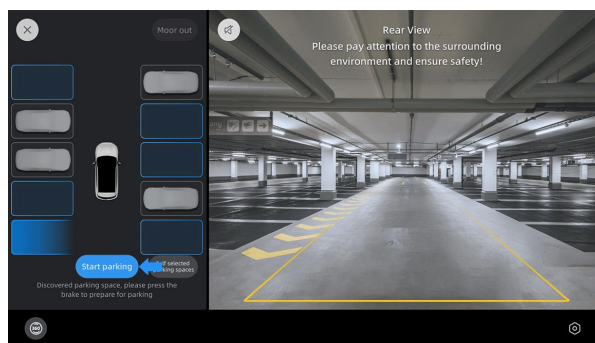 Moor out
Rear View
Please pay attention to the surrounding
environment and ensure safety!
Start parking
selected
parking spaces
Discovered parking space, please press the
brake to prepare for parking
360